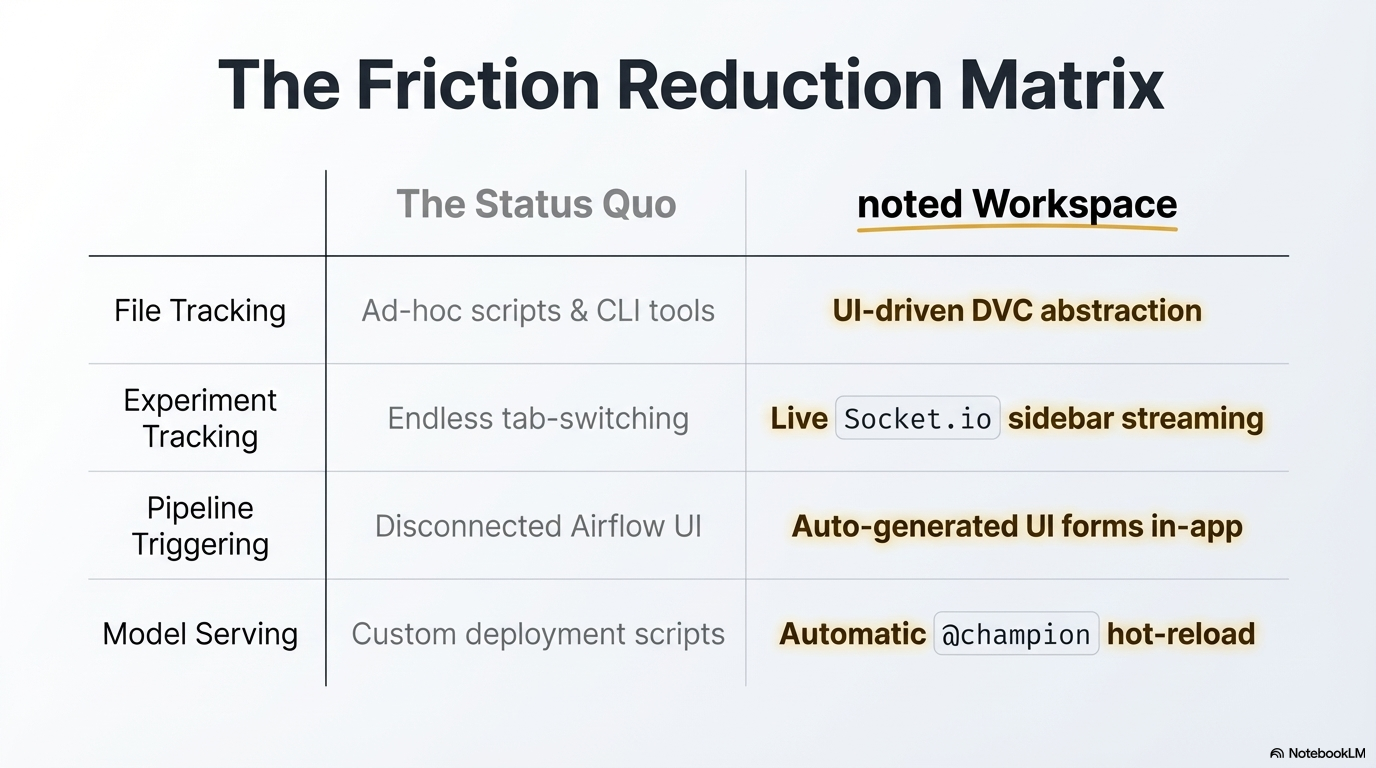 The Friction Reduction Matrix
The Status Quo
noted Workspace
File Tracking
Ad-hoc scripts & CLI tools
UI-driven DVC abstraction
Experiment
Tracking
Endless tab-switching
Live Socket.io sidebar streaming
Pipeline
Triggering
Disconnected Airflow UI
Auto-generated UI forms in-app
Model Serving
Custom deployment scripts
Automatic @champion hot-reload
NotebookLM